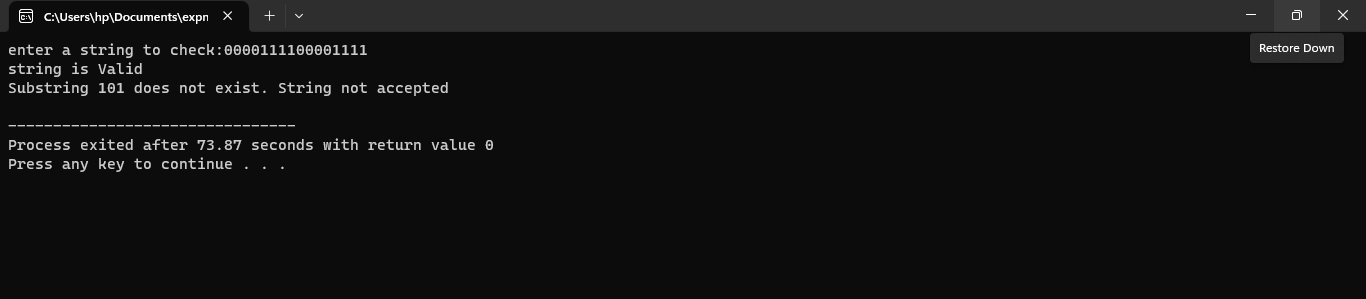 C:\Users\hp\Documents\expn
enter a string to check:0000111100001111
Restore Down
string is Valid
Substring 101 does not exist. String not accepted
--------------------------------
Process exited after 73.87 seconds with return value 0
Press any key to continue . . .